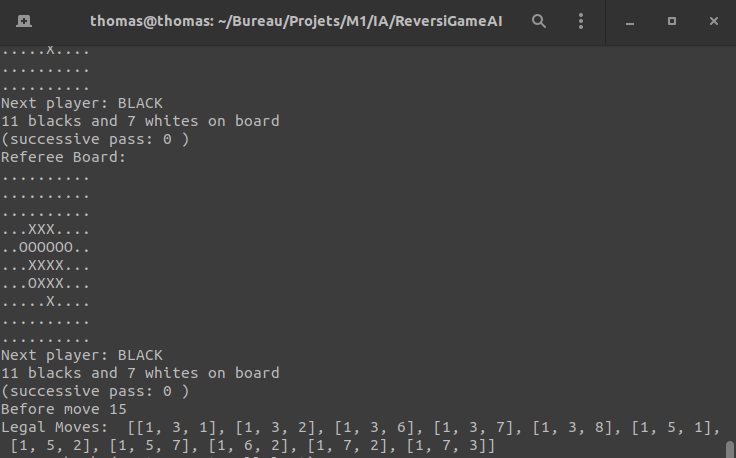 thomas@thomas: ~/Bureau/Projets/M1/IA/ReversiGameAI
.....X....
..........
..........
Next player: BLACK
11 blacks and 7 whites on board
(successive pass: 0 )
Referee Board:
..........
..........
..........
...XXX....
..OOOOOO..
...XXXX...
...OXXX...
.....X....
..........
..........
Next player: BLACK
11 blacks and 7 whites on board
(successive pass: 0 )
Before move 15
Legal Moves:  [[1, 3, 1], [1, 3, 2], [1, 3, 6], [1, 3, 7], [1, 3, 8], [1, 5, 1],
 [1, 5, 2], [1, 5, 7], [1, 6, 2], [1, 7, 2], [1, 7, 3]]